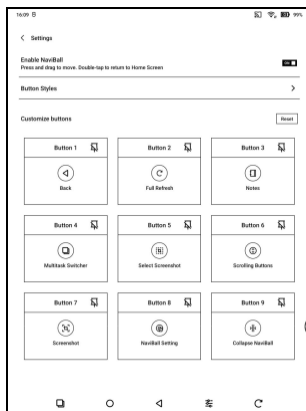 16:09
99%
Settings
Enable NaviBall
Press and drag to move. Double-tap to return to Home Screen
ON
Button Styles
Customize buttons
Reset
Button 1
Button 2
Button 3
Back
Full Refresh
Notes
Button 4
Button 5
Button 6
Multitask Switcher
Select Screenshot
Scrolling Buttons
Button 7
Button 8
Button 9
Screenshot
NaviBall Setting
Collapse NaviBall